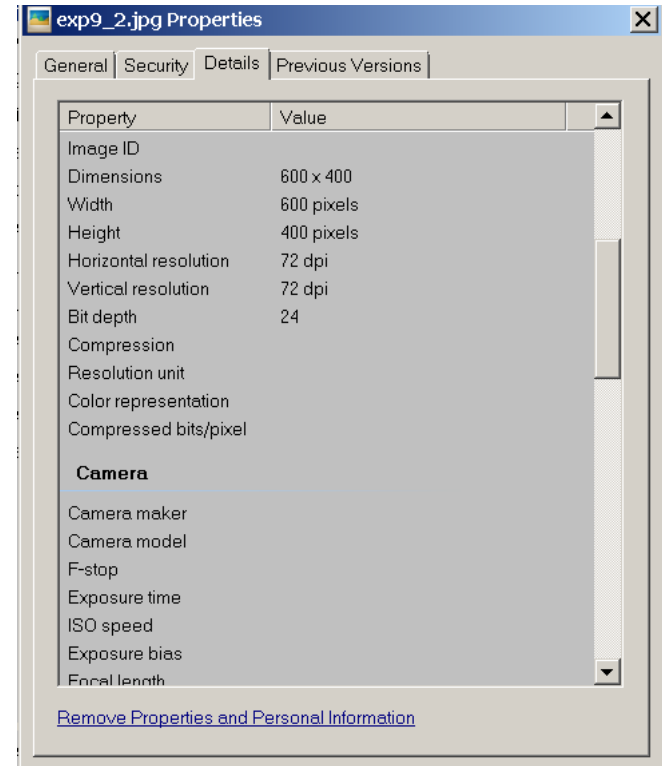 exp9_2.jpg Properties
General Security Details Previous Versions
Property Value
Image ID
Dimensions 600 x 400
Width 600 pixels
Height 400 pixels
Horizontal resolution 72 dpi
Vertical resolution 72 dpi
Bit depth 24
Compression
Resolution unit
Color representation
Compressed bits/pixel
Camera
Camera maker
Camera model
F-stop
Exposure time
ISO speed
Exposure bias
Focal length
Remove Properties and Personal Information